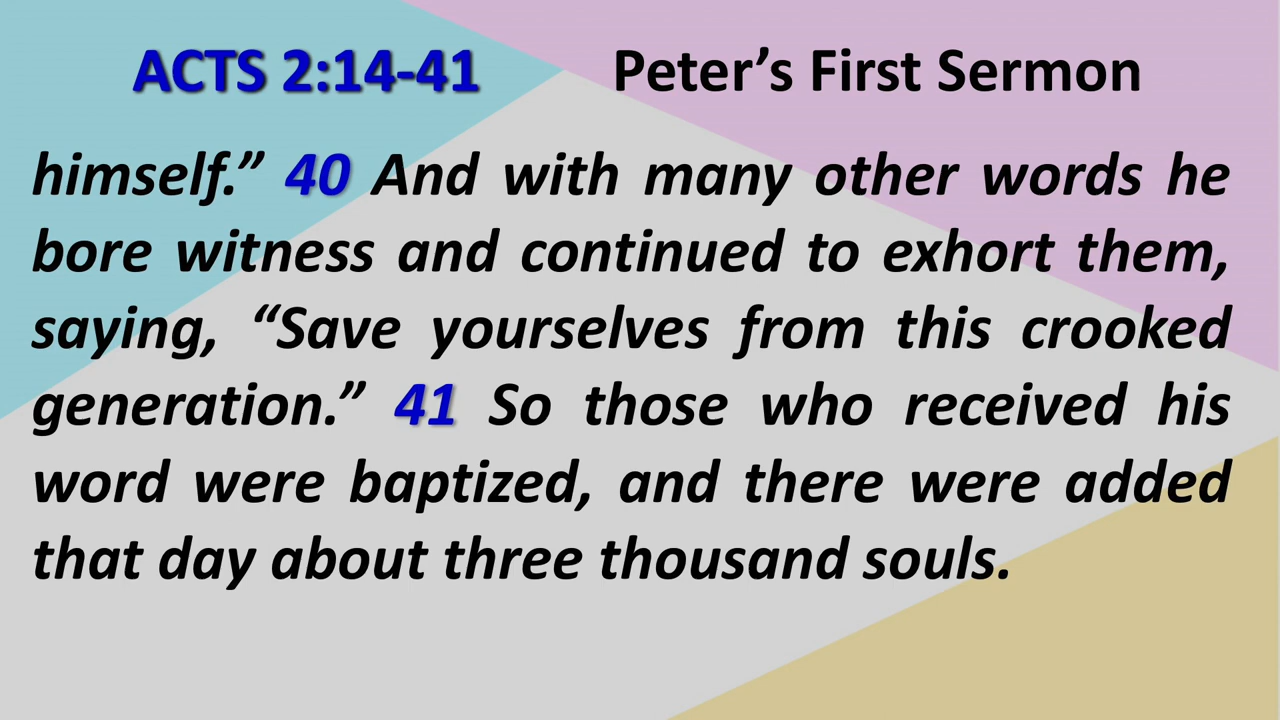 ACTS 2:14-41 Peter’s First Sermon
himself.” 40 And with many other words he
bore witness and continued to exhort them,
saying, “Save yourselves from this crooked
generation.” 41 So those who received his
word were baptized, and there were added
that day about three thousand souls.